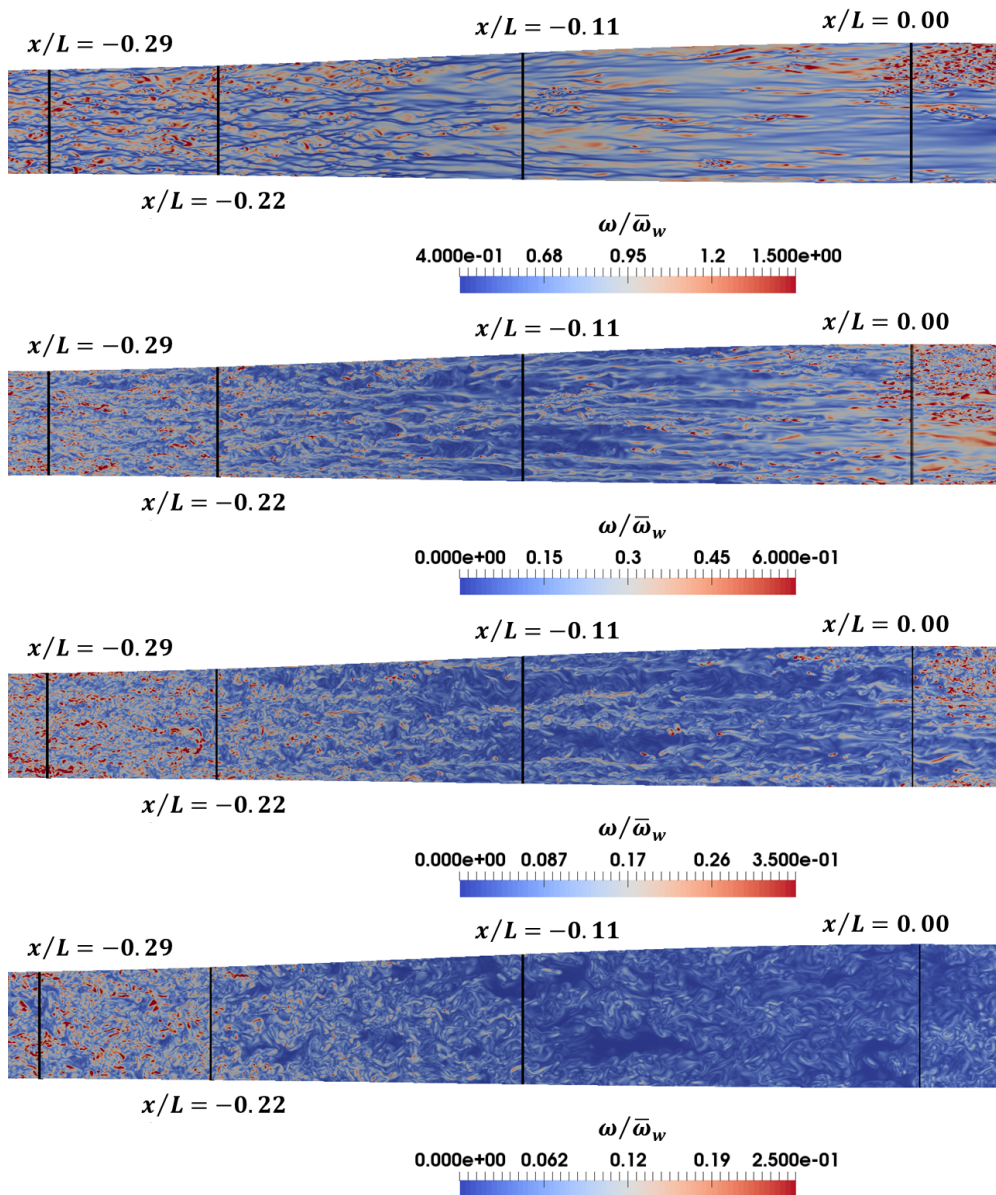 x/L = −0.29 x/L = −0.11 x/L = 0.00
x/L = −0.22
ω/ω̅_w
4.000e-01 0.68 0.95 1.2 1.500e+00
x/L = −0.29 x/L = −0.11 x/L = 0.00
x/L = −0.22
ω/ω̅_w
0.000e+00 0.15 0.3 0.45 6.000e-01
x/L = −0.29 x/L = −0.11 x/L = 0.00
x/L = −0.22
ω/ω̅_w
0.000e+00 0.087 0.17 0.26 3.500e-01
x/L = −0.29 x/L = −0.11 x/L = 0.00
x/L = −0.22
ω/ω̅_w
0.000e+00 0.062 0.12 0.19 2.500e-01